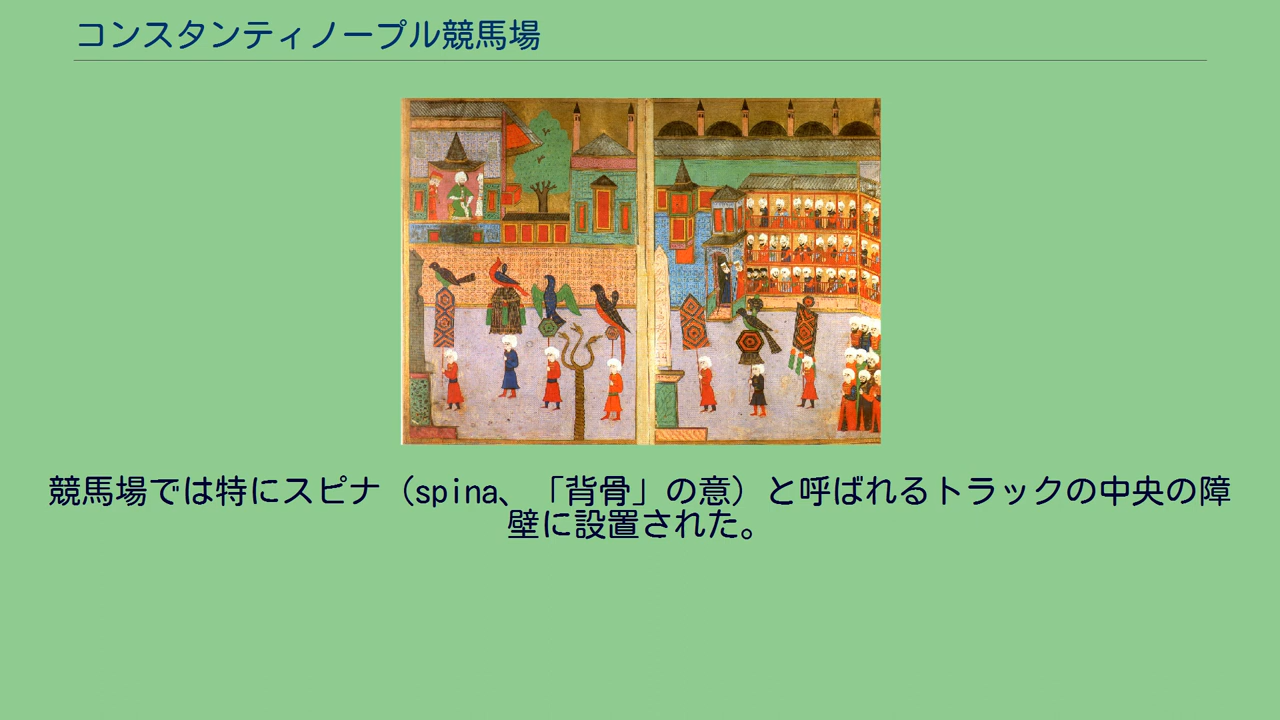 コンスタンティノープル競馬場
競馬場では特にスピナ（spina、「背骨」の意）と呼ばれるトラックの中央の障
壁に設置された。